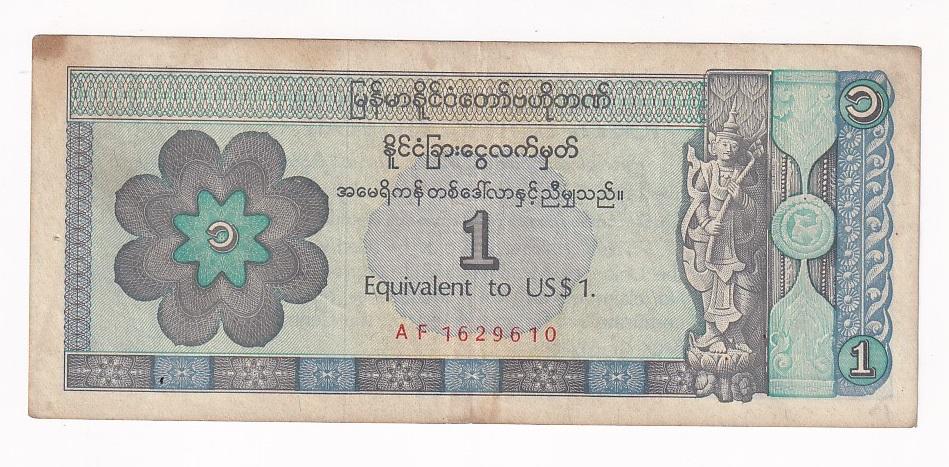 မြန်မာနိုင်ငံတော်ဗဟိုဘဏ်
နိုင်ငံခြားငွေလက်မှတ်
အမေရိကန် တစ်ဒေါ်လာနှင့်ညီမျှသည်။
၁
၁
1
Equivalent to US$ 1.
AF 1629610
1